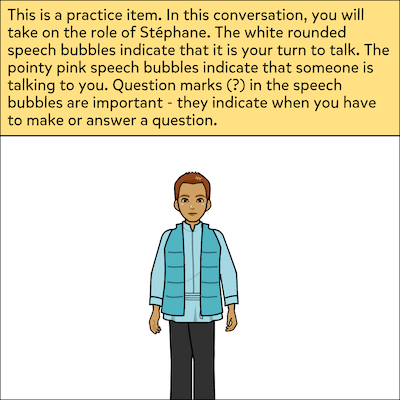 This is a practice item. In this conversation, you will
take on the role of Stéphane. The white rounded
speech bubbles indicate that it is your turn to talk. The
pointy pink speech bubbles indicate that someone is
talking to you. Question marks (?) in the speech
bubbles are important - they indicate when you have
to make or answer a question.